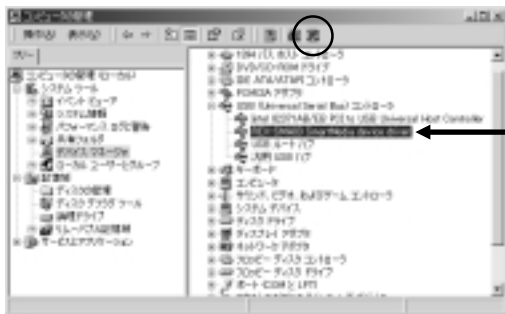 コンピュータの管理
操作(A) 表示(V)
ツリー
コンピュータの管理 (ローカル)
システム ツール
イベント ビューア
システム情報
パフォーマンス ログと警告
共有フォルダ
デバイス マネージャ
ローカル ユーザーとグループ
記憶域
ディスクの管理
ディスク デフラグ ツール
論理ドライブ
リムーバブル記憶域
サービスとアプリケーション
DVD/CD-ROM ドライブ
IDE ATA/ATAPI コントローラ
PCMCIA アダプタ
USB (Universal Serial Bus) コントローラ
Intel 82371AB/EB PCI to USB Universal Host Controller
SmartMedia device driver
USB ルート ハブ
汎用 USB ハブ
キーボード
コンピュータ
サウンド、ビデオ、およびゲーム コントローラ
システム デバイス
ディスク ドライブ
ディスプレイ アダプタ
ネットワーク アダプタ
フロッピー ディスク コントローラ
フロッピー ディスク ドライブ
ポート (COM と LPT)